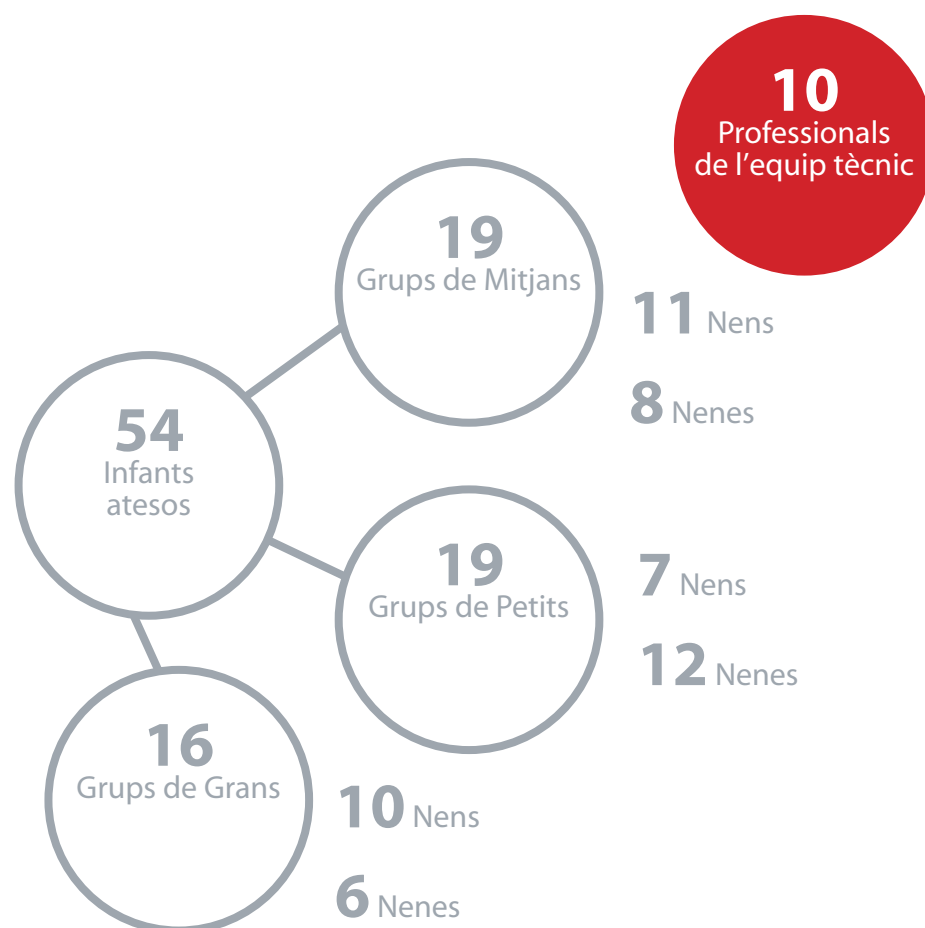 10
Professionals
de l’equip tècnic
19
Grups de Mitjans
11 Nens
8 Nenes
54
Infants
atesos
19
Grups de Petits
7 Nens
12 Nenes
16
Grups de Grans
10 Nens
6 Nenes